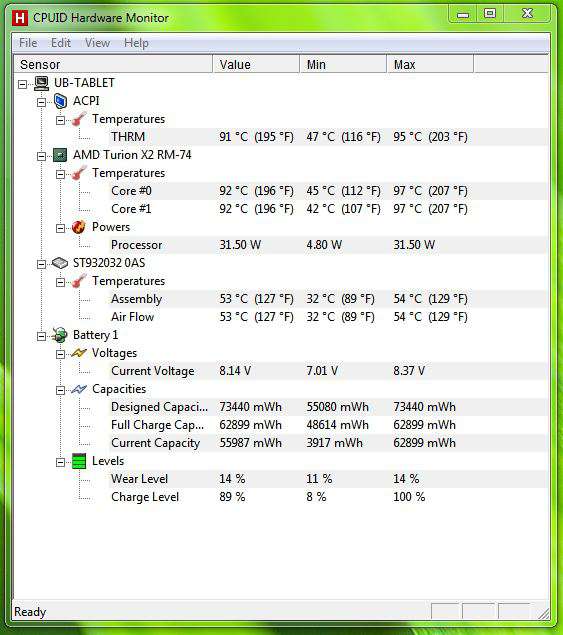 CPUID Hardware Monitor
File Edit View Help
Sensor Value Min Max
UB-TABLET
ACPI
Temperatures
THRM 91 °C (195 °F) 47 °C (116 °F) 95 °C (203 °F)
AMD Turion X2 RM-74
Temperatures
Core #0 92 °C (196 °F) 45 °C (112 °F) 97 °C (207 °F)
Core #1 92 °C (196 °F) 42 °C (107 °F) 97 °C (207 °F)
Powers
Processor 31.50 W 4.80 W 31.50 W
ST932032 0AS
Temperatures
Assembly 53 °C (127 °F) 32 °C (89 °F) 54 °C (129 °F)
Air Flow 53 °C (127 °F) 32 °C (89 °F) 54 °C (129 °F)
Battery 1
Voltages
Current Voltage 8.14 V 7.01 V 8.37 V
Capacities
Designed Capaci... 73440 mWh 55080 mWh 73440 mWh
Full Charge Cap... 62899 mWh 48614 mWh 62899 mWh
Current Capacity 55987 mWh 3917 mWh 62899 mWh
Levels
Wear Level 14 % 11 % 14 %
Charge Level 89 % 8 % 100 %
Ready